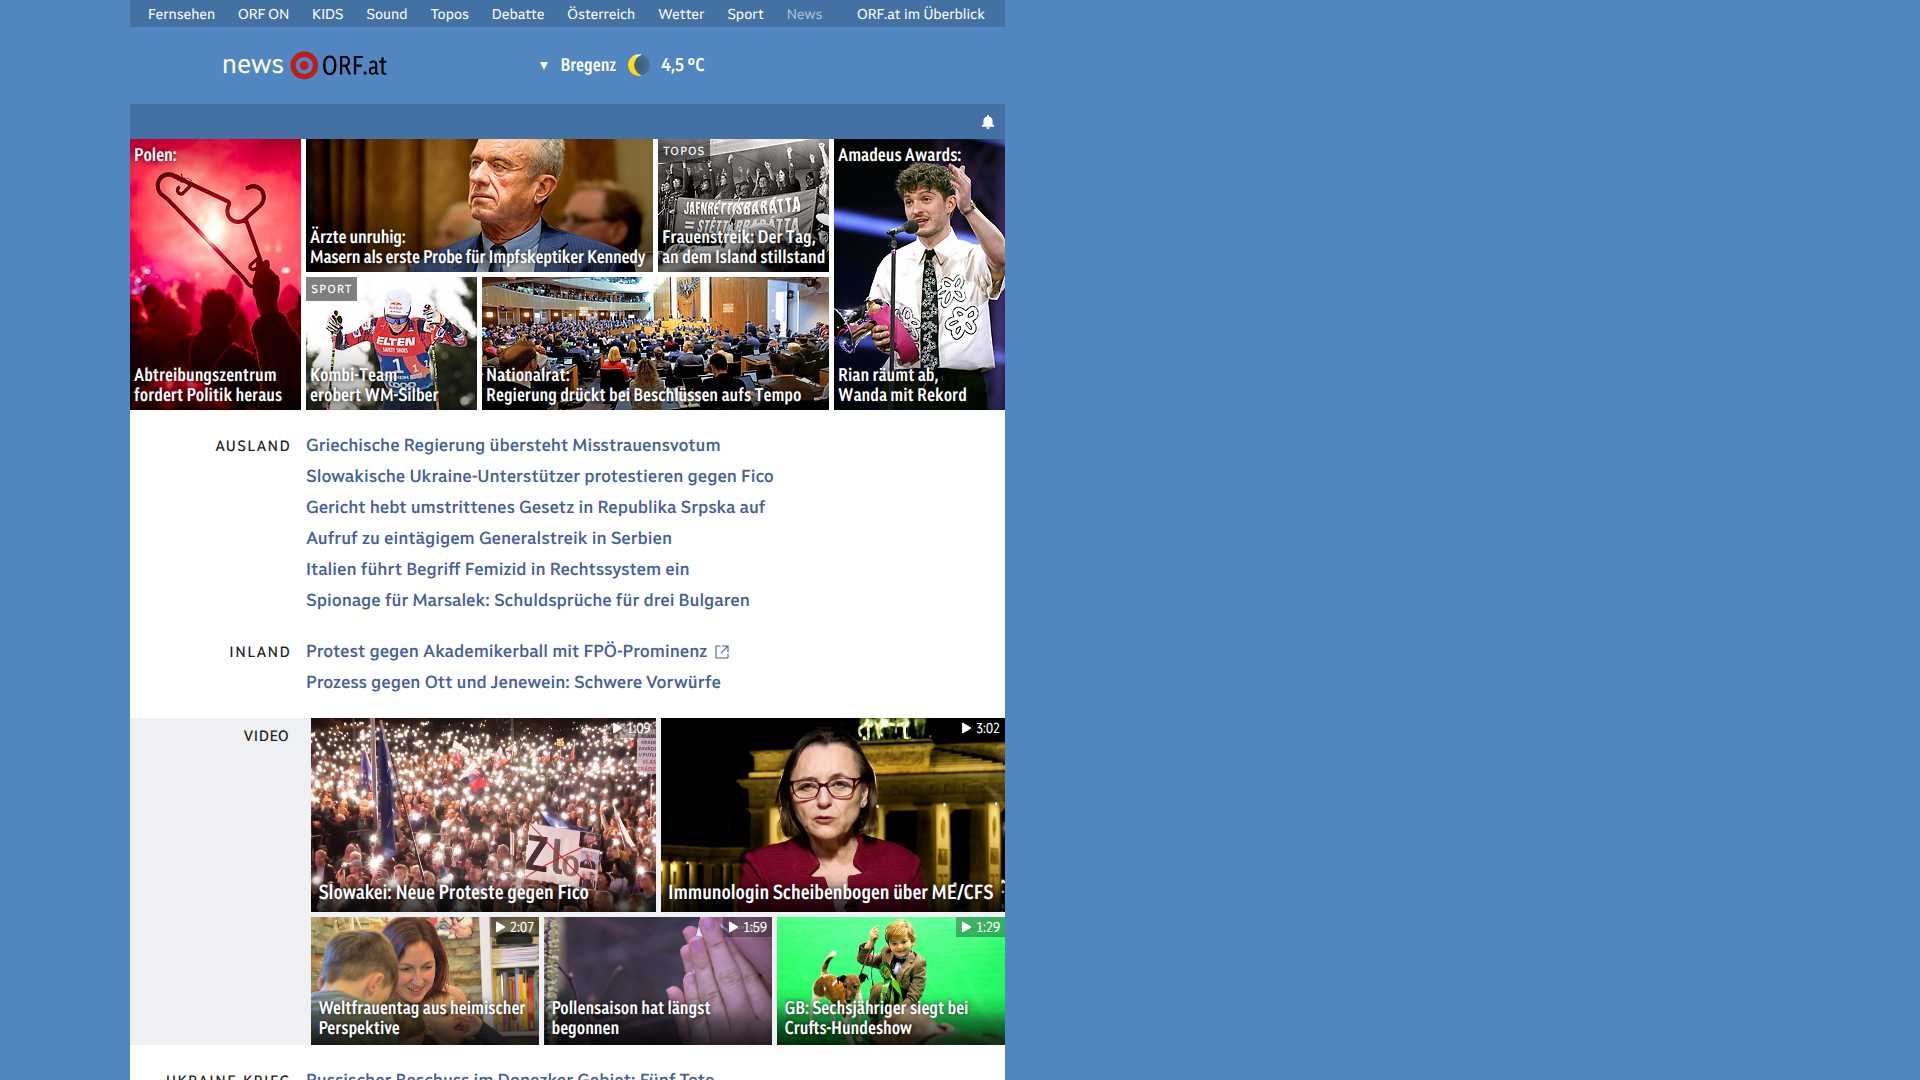 Fernsehen ORF ON KIDS Sound Topos Debatte Österreich Wetter Sport News ORF.at im Überblick
news ORF.at
Bregenz 4,5 °C
Polen:
Abtreibungszentrum
fordert Politik heraus
Ärzte unruhig:
Masern als erste Probe für Impfskeptiker Kennedy
TOPOS
JAFNRÉTTISBARÁTTA
= STÉTTABARÁTTA
Frauenstreik: Der Tag,
an dem Island stillstand
Amadeus Awards:
Rian räumt ab,
Wanda mit Rekord
SPORT
ELTEN
1
Kombi-Team
erobert WM-Silber
Nationalrat:
Regierung drückt bei Beschlüssen aufs Tempo
AUSLAND
Griechische Regierung übersteht Misstrauensvotum
Slowakische Ukraine-Unterstützer protestieren gegen Fico
Gericht hebt umstrittenes Gesetz in Republika Srpska auf
Aufruf zu eintägigem Generalstreik in Serbien
Italien führt Begriff Femizid in Rechtssystem ein
Spionage für Marsalek: Schuldsprüche für drei Bulgaren
INLAND
Protest gegen Akademikerball mit FPÖ-Prominenz
Prozess gegen Ott und Jenewein: Schwere Vorwürfe
VIDEO
1:09
Zlo
Slowakei: Neue Proteste gegen Fico
3:02
Immunologin Scheibenbogen über ME/CFS
2:07
Weltfrauentag aus heimischer
Perspektive
1:59
Pollensaison hat längst
begonnen
1:29
GB: Sechsjähriger siegt bei
Crufts-Hundeshow
UKRAINE-KRIEG
Russischer Beschuss im Donezker Gebiet: Fünf Tote